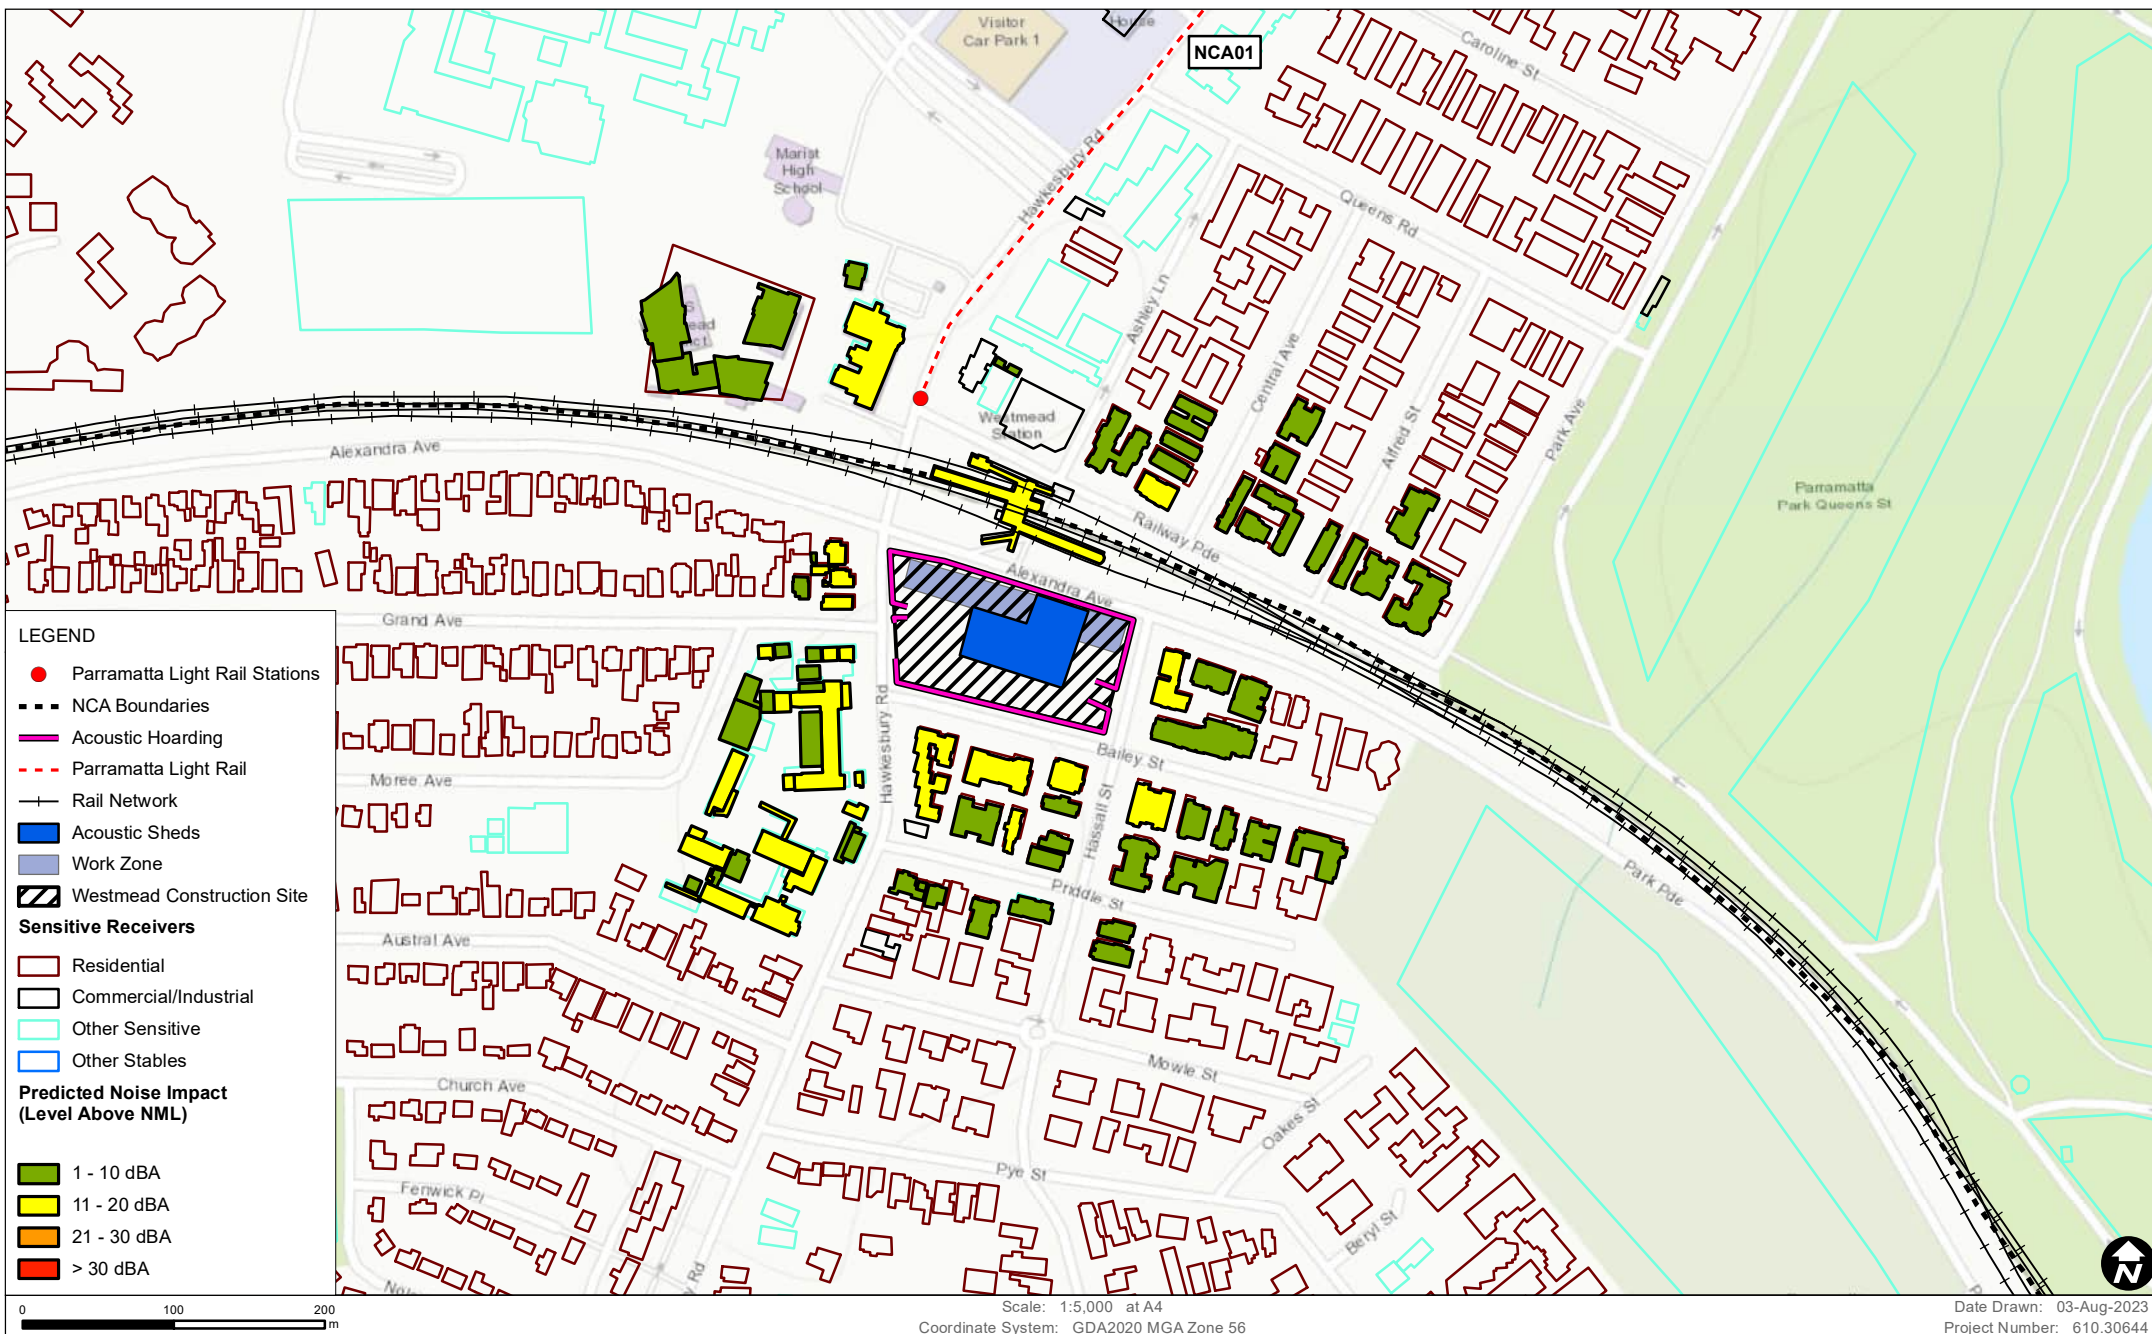 Visitor
Car Park 1
House
NCA01
Caroline St
Marist
High
School
Hawkesbury Rd
Queens Rd
Ashley Ln
Central Ave
Alfred St
Park Ave
Westmead
Station
Parramatta
Park Queens St
Alexandra Ave
Railway Pde
Alexandra Ave
Grand Ave
Hawkesbury Rd
Bailey St
Moree Ave
Hassall St
Priddle St
Park Pde
Austral Ave
Mowle St
Church Ave
Oakes St
Pye St
Fenwick Pl
Beryl St
y Rd
LEGEND
Parramatta Light Rail Stations
NCA Boundaries
Acoustic Hoarding
Parramatta Light Rail
Rail Network
Acoustic Sheds
Work Zone
Westmead Construction Site
Sensitive Receivers
Residential
Commercial/Industrial
Other Sensitive
Other Stables
Predicted Noise Impact
(Level Above NML)
1 - 10 dBA
11 - 20 dBA
21 - 30 dBA
> 30 dBA
N
0 100 200
m
Scale: 1:5,000 at A4
Coordinate System: GDA2020 MGA Zone 56
Date Drawn: 03-Aug-2023
Project Number: 610.30644